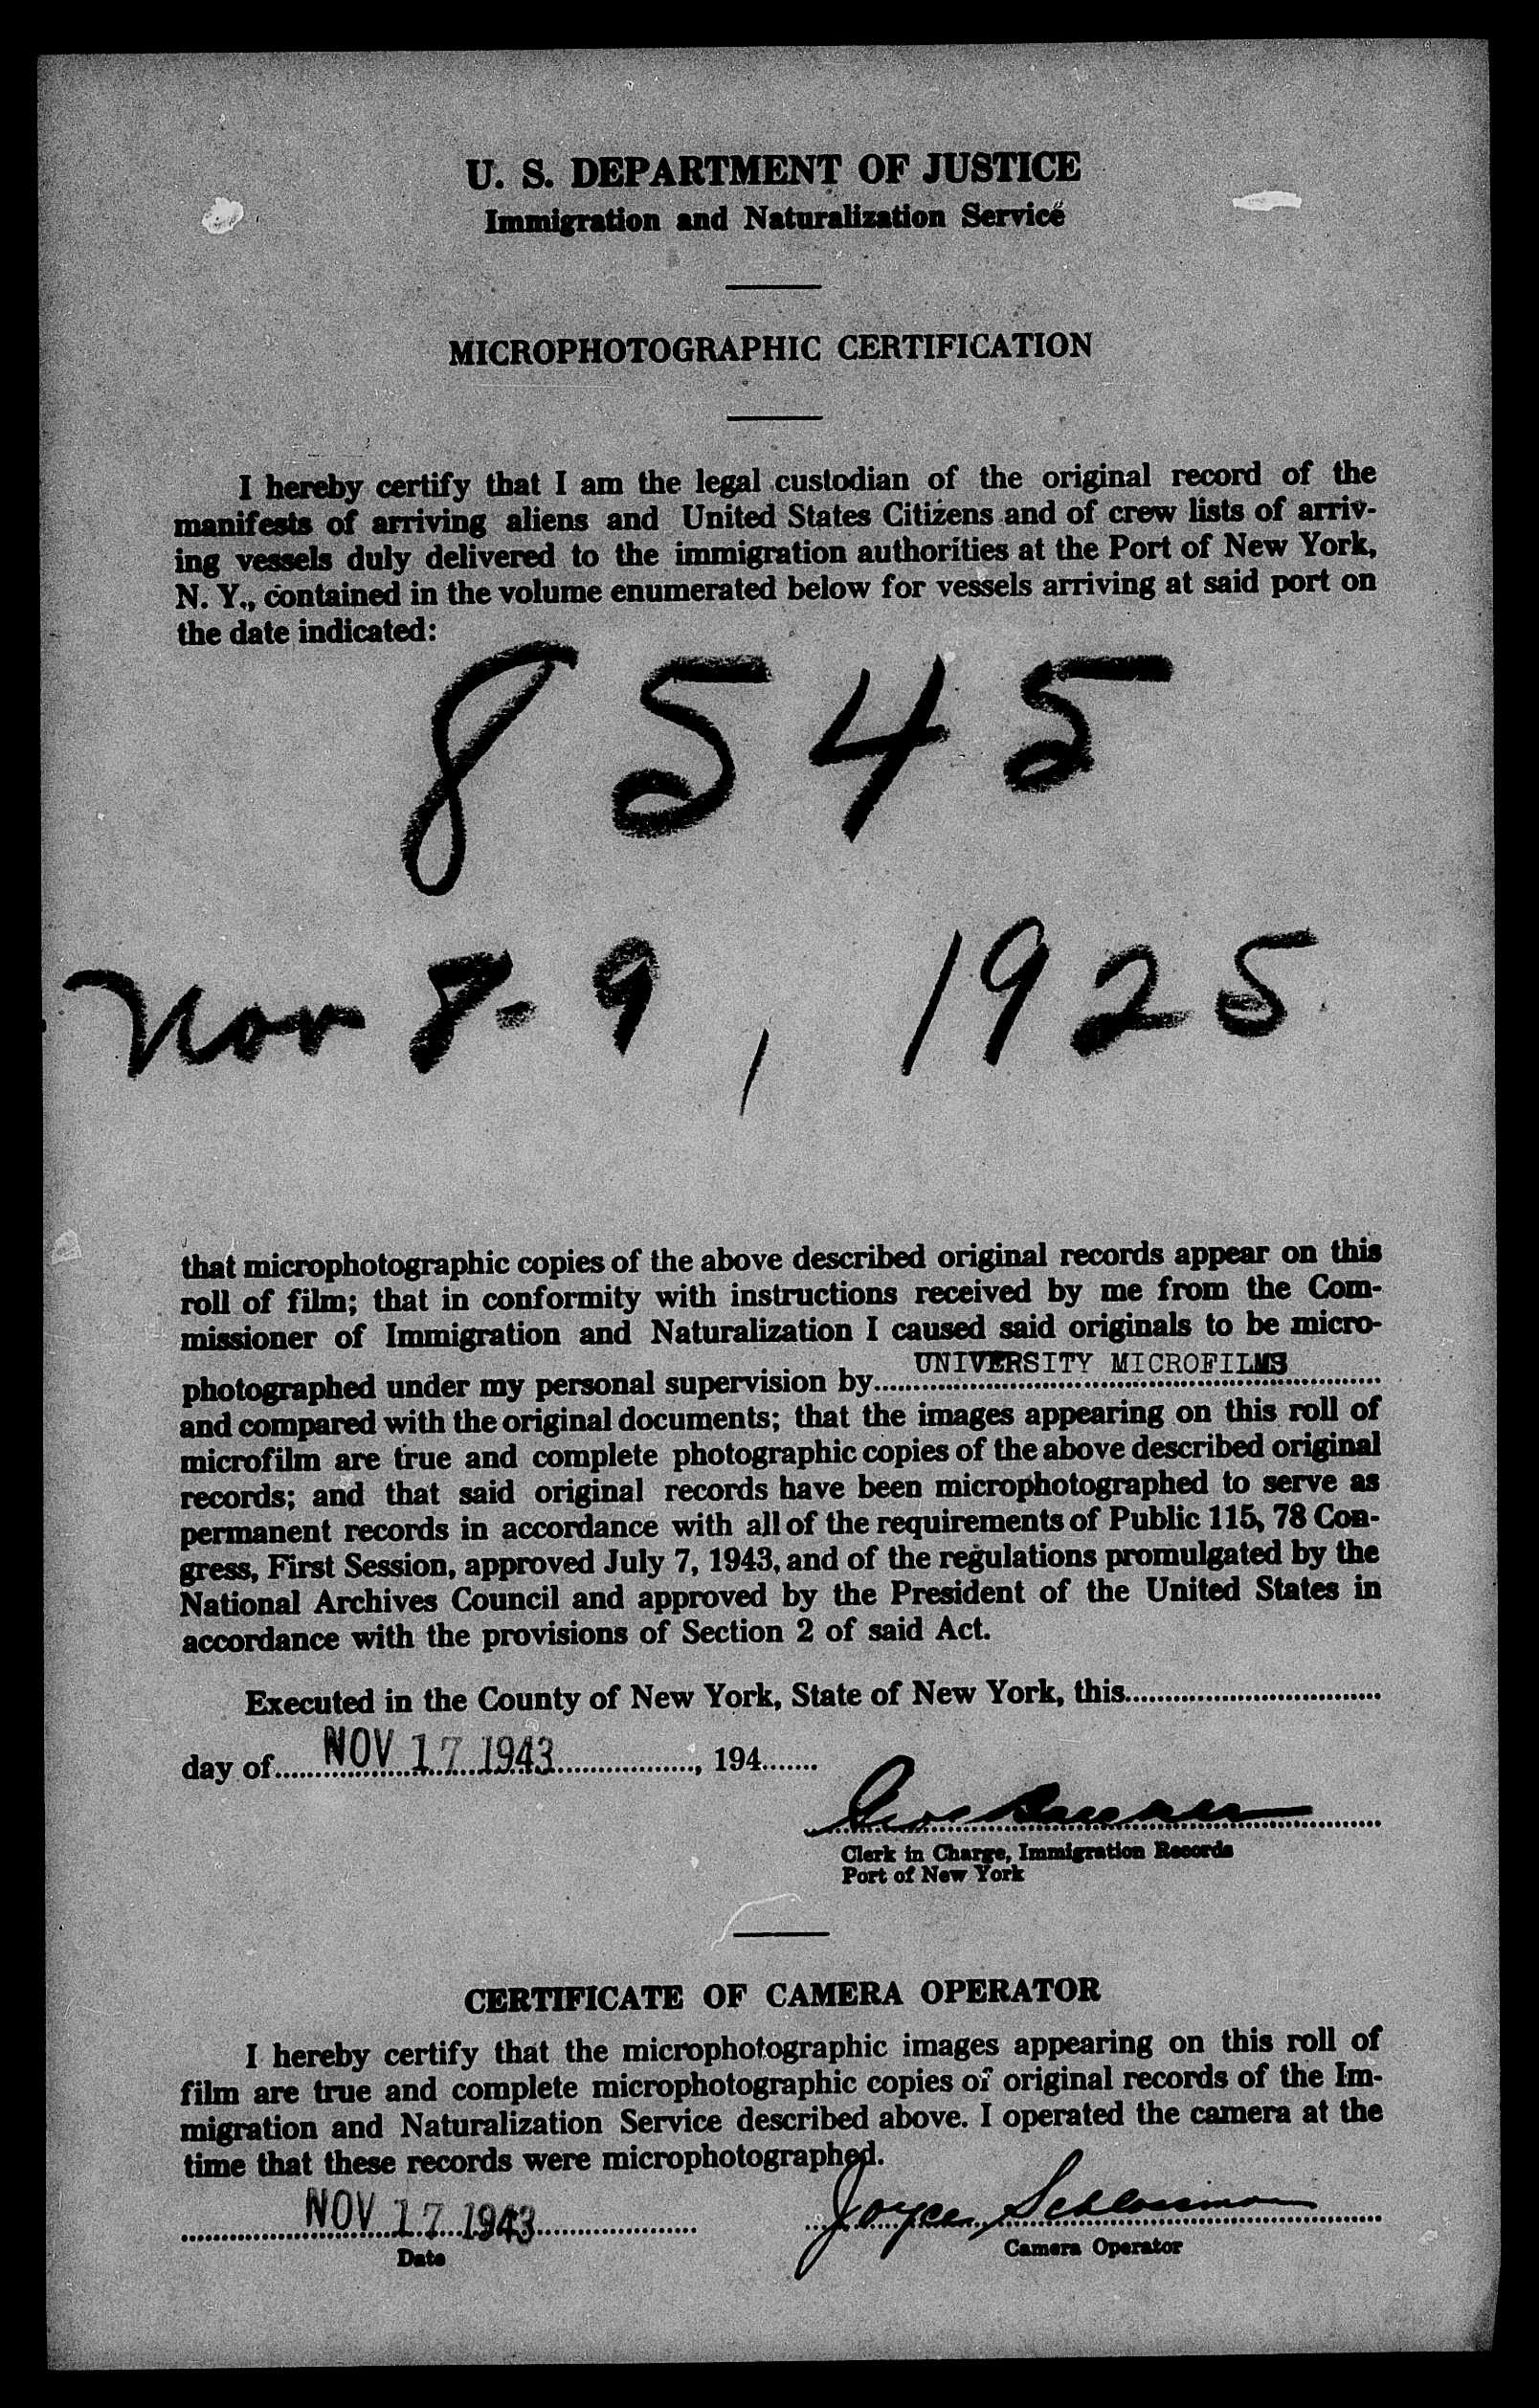 U. S. DEPARTMENT OF JUSTICE
Immigration and Naturalization Service
MICROPHOTOGRAPHIC CERTIFICATION
I hereby certify that I am the legal custodian of the original record of the
manifests of arriving aliens and United States Citizens and of crew lists of arriv-
ing vessels duly delivered to the immigration authorities at the Port of New York,
N. Y., contained in the volume enumerated below for vessels arriving at said port on
the date indicated:
8545
Nov 8-9, 1925
that microphotographic copies of the above described original records appear on this
roll of film; that in conformity with instructions received by me from the Com-
missioner of Immigration and Naturalization I caused said originals to be micro-
photographed under my personal supervision by UNIVERSITY MICROFILMS
and compared with the original documents; that the images appearing on this roll of
microfilm are true and complete photographic copies of the above described original
records; and that said original records have been microphotographed to serve as
permanent records in accordance with all of the requirements of Public 115, 78 Con-
gress, First Session, approved July 7, 1943, and of the regulations promulgated by the
National Archives Council and approved by the President of the United States in
accordance with the provisions of Section 2 of said Act.
Executed in the County of New York, State of New York, this
day of NOV 17 1943, 194
Clerk in Charge, Immigration Records
Port of New York
CERTIFICATE OF CAMERA OPERATOR
I hereby certify that the microphotographic images appearing on this roll of
film are true and complete microphotographic copies of original records of the Im-
migration and Naturalization Service described above. I operated the camera at the
time that these records were microphotographed.
NOV 17 1943 Joyce Schlossman
Date Camera Operator